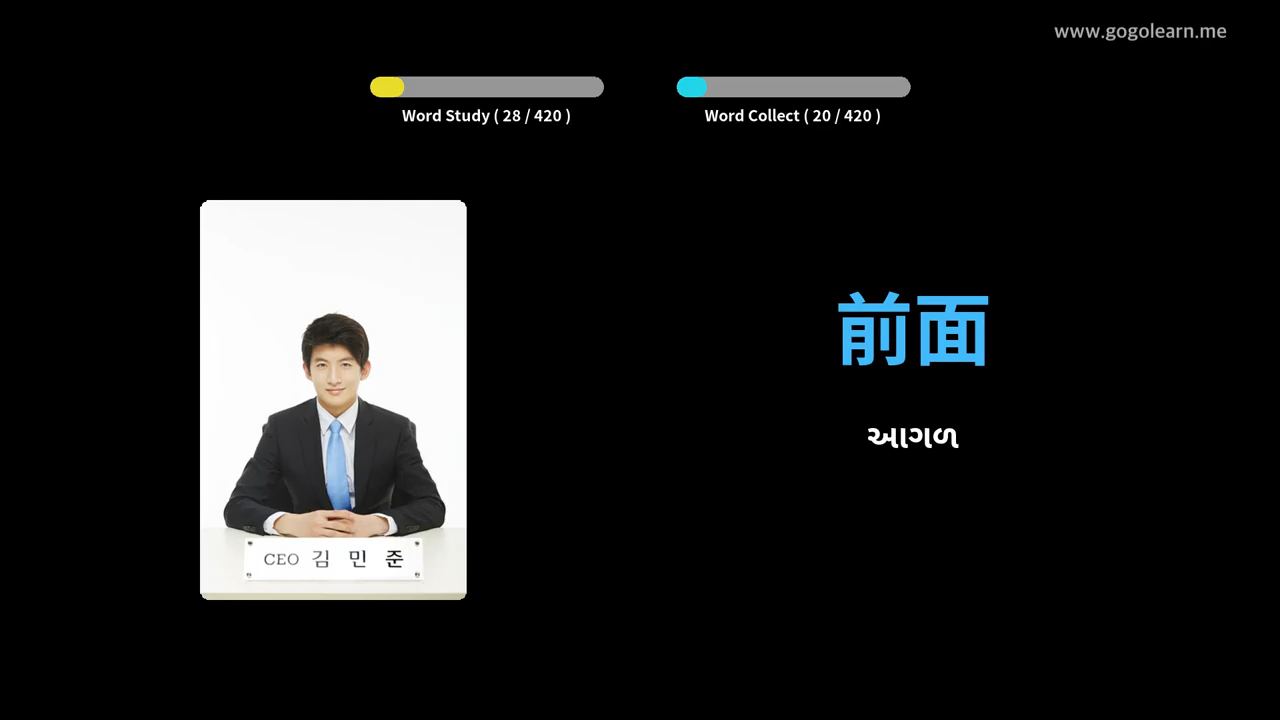 www.gogolearn.me
Word Study ( 28 / 420 )
Word Collect ( 20 / 420 )
前面
આગળ
CEO 김 민 준